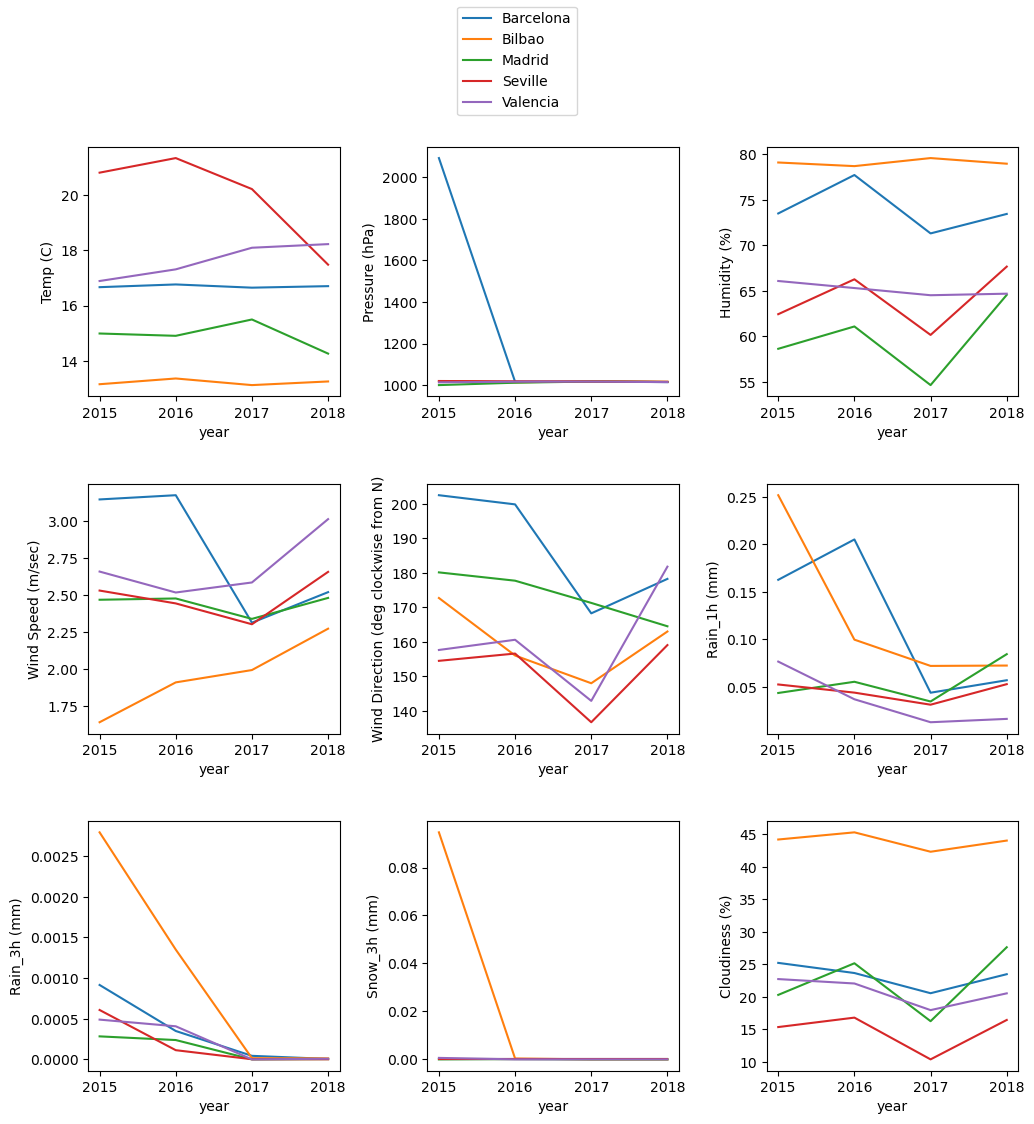 Barcelona
Bilbao
Madrid
Seville
Valencia
Temp (C)
20
18
16
14
2015 2016 2017 2018
year
Pressure (hPa)
2000
1800
1600
1400
1200
1000
2015 2016 2017 2018
year
Humidity (%)
80
75
70
65
60
55
2015 2016 2017 2018
year
Wind Speed (m/sec)
3.00
2.75
2.50
2.25
2.00
1.75
2015 2016 2017 2018
year
Wind Direction (deg clockwise from N)
200
190
180
170
160
150
140
2015 2016 2017 2018
year
Rain_1h (mm)
0.25
0.20
0.15
0.10
0.05
2015 2016 2017 2018
year
Rain_3h (mm)
0.0025
0.0020
0.0015
0.0010
0.0005
0.0000
2015 2016 2017 2018
year
Snow_3h (mm)
0.08
0.06
0.04
0.02
0.00
2015 2016 2017 2018
year
Cloudiness (%)
45
40
35
30
25
20
15
10
2015 2016 2017 2018
year